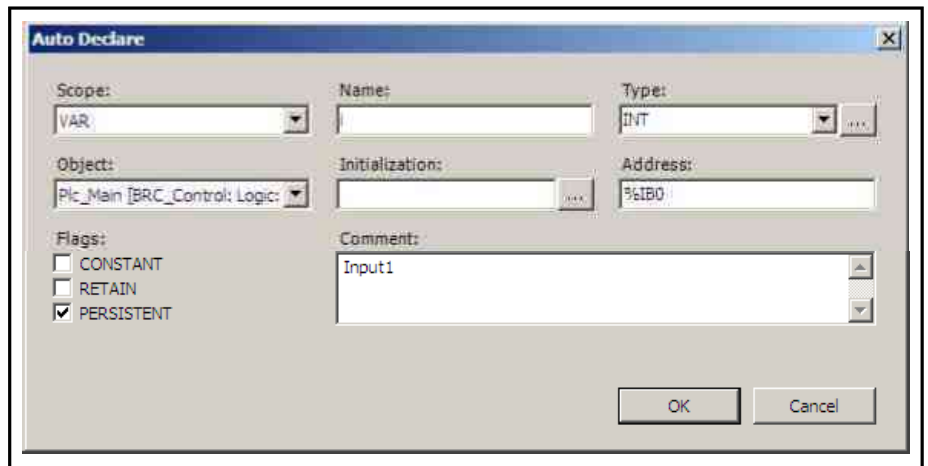 Auto Declare
Scope: Name: Type:
VAR i INT ...
Object: Initialization: Address:
Plc_Main [BRC_Control: Logic: ... %IB0
Flags: Comment:
CONSTANT Input1
RETAIN
PERSISTENT
OK Cancel